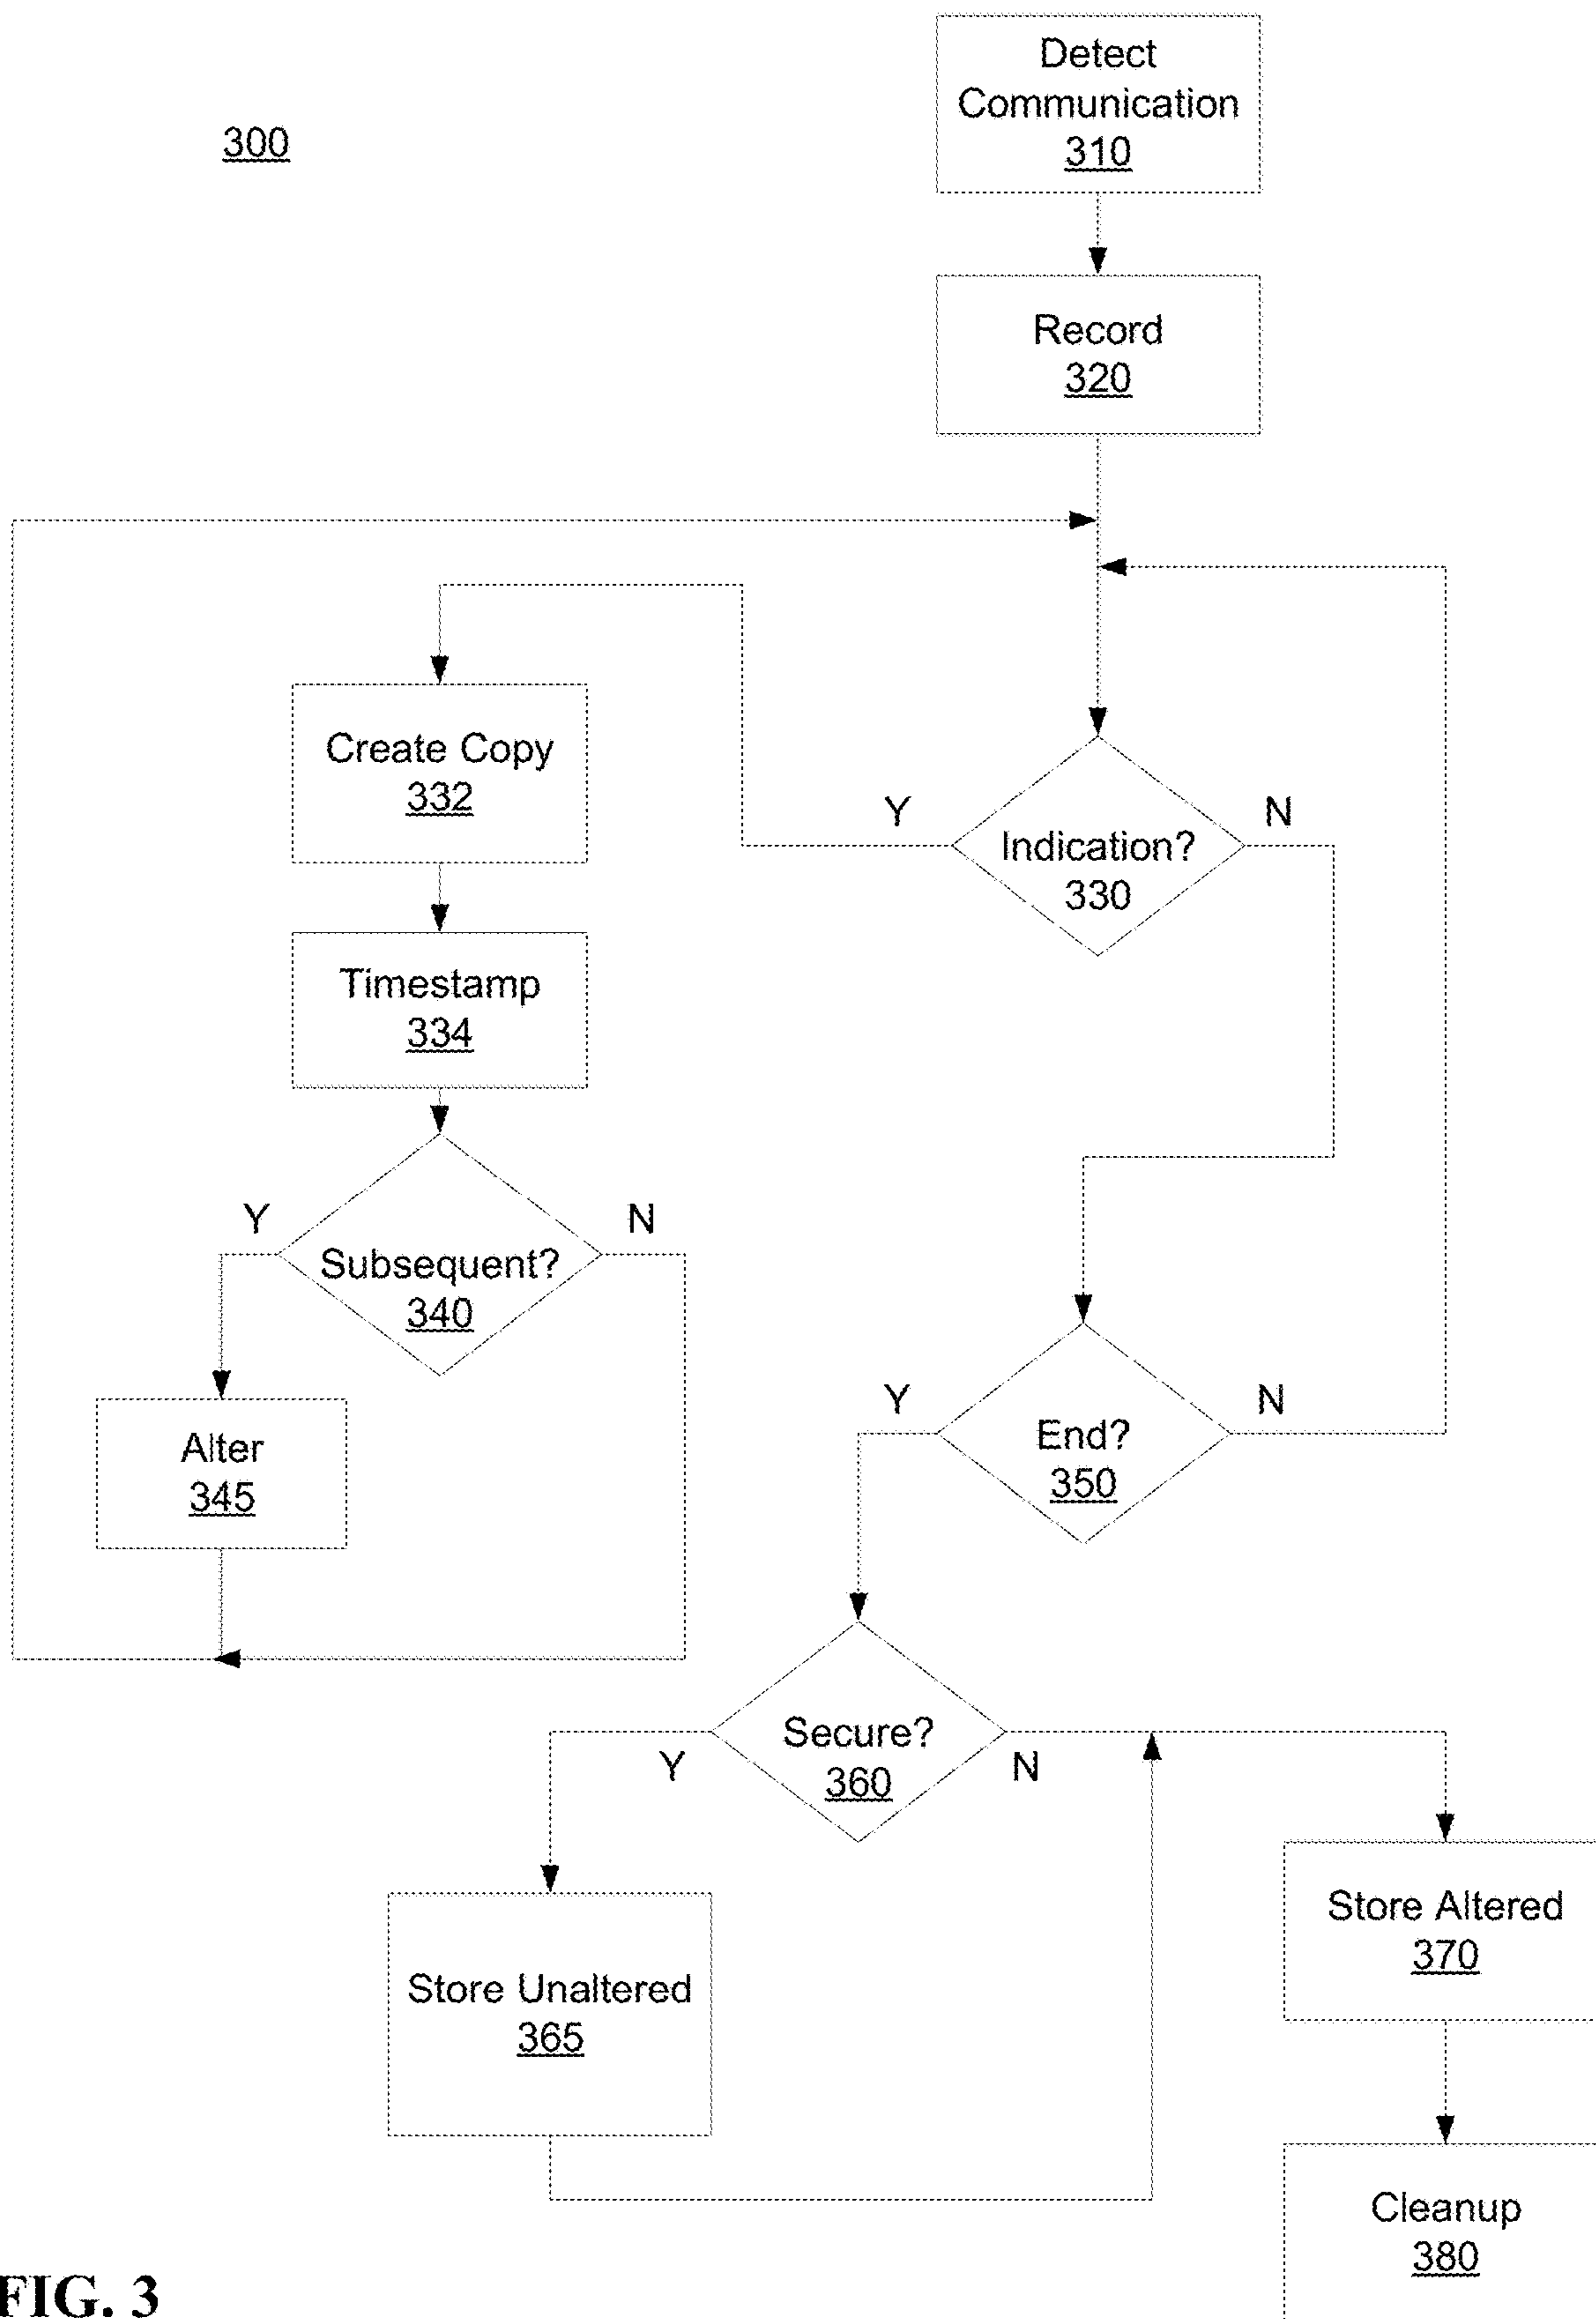 Detect
Communication
310
300
Record
320
Create Copy
332
Y
N
Indication?
330
Timestamp
334
Y
N
Subsequent?
340
Alter
345
Y
N
End?
350
Secure?
360
Y
N
Store Altered
370
Store Unaltered
365
Cleanup
380
FIG. 3